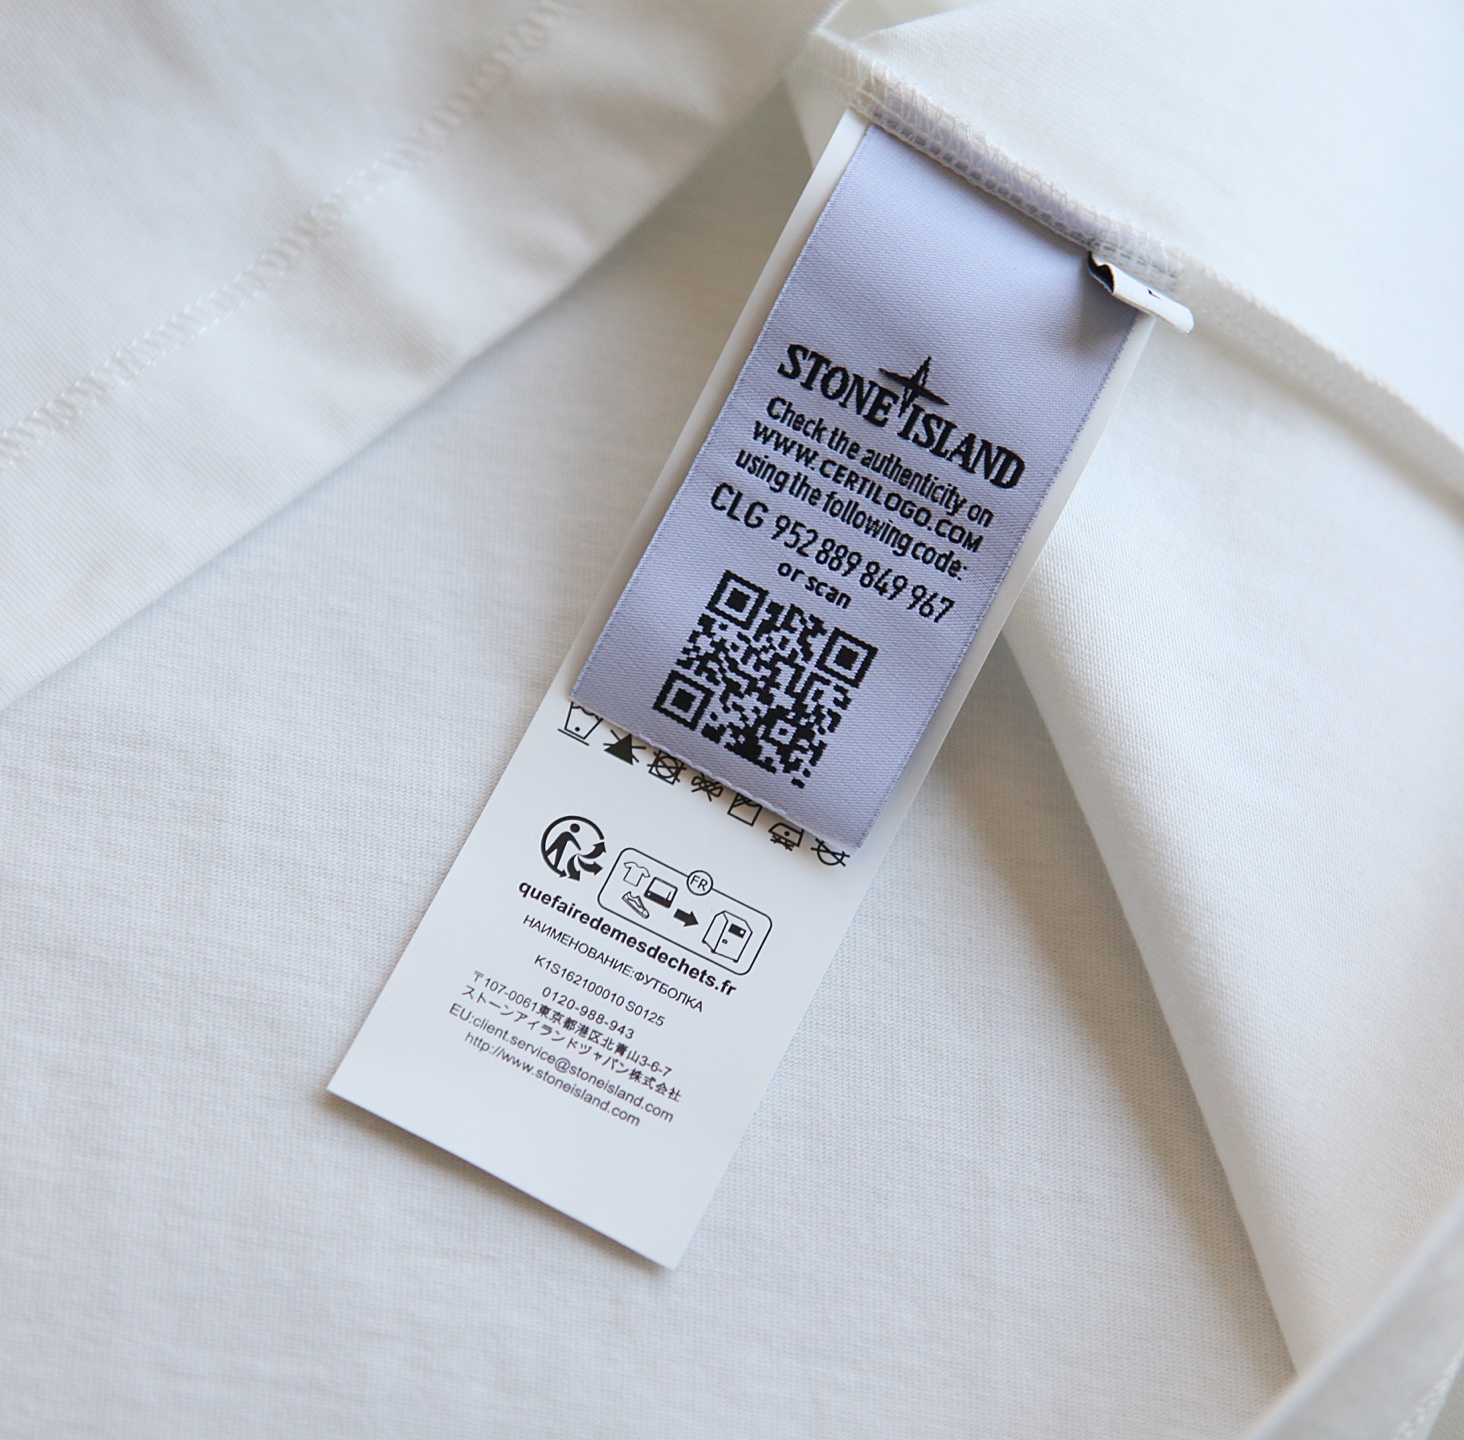 STONE ISLAND
Check the authenticity on
WWW.CERTILOGO.COM
using the following code:
CLG 952 889 849 967
or scan
FR
quefairedemesdechets.fr
НАИМЕНОВАНИЕ:ФУТБОЛКА
K1S162100010 S0125
0120-988-943
〒107-0061東京都港区北青山3-6-7
ストーンアイランドヅャパン株式会社
EU:client.service@stoneisland.com
http://www.stoneisland.com